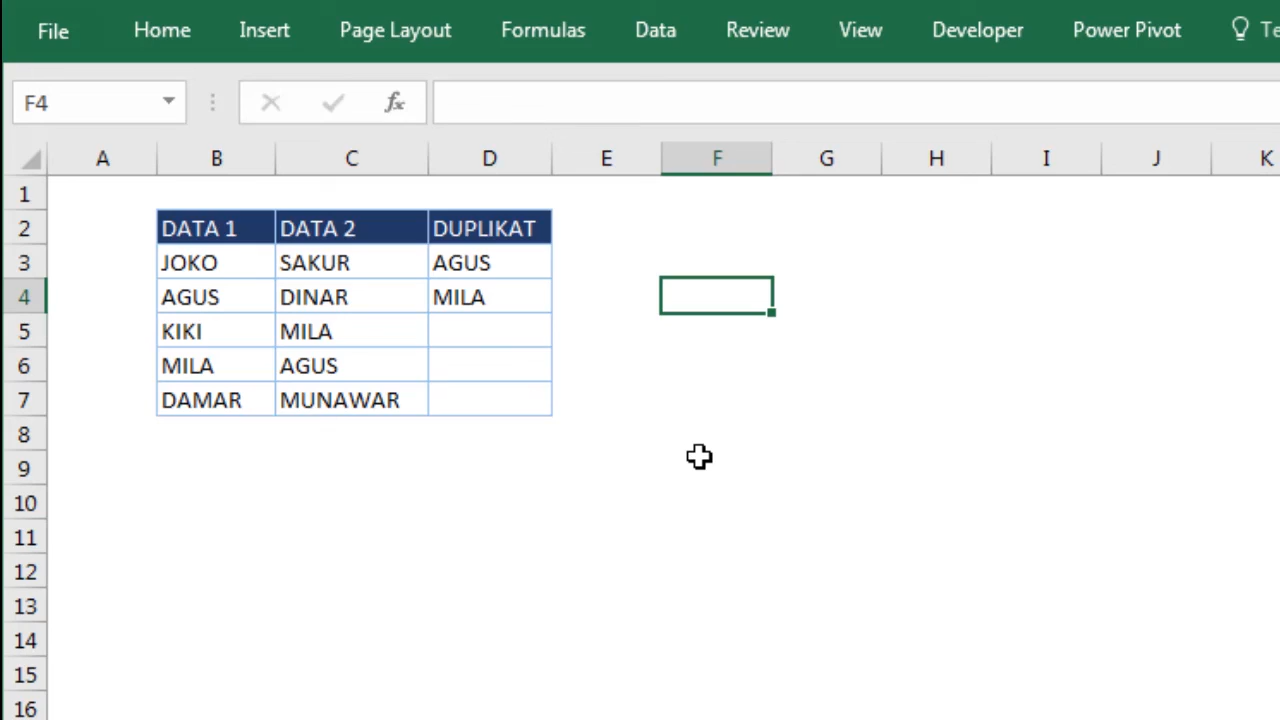 File Home Insert Page Layout Formulas Data Review View Developer Power Pivot Te
F4 fx
A B C D E F G H I J K
1
2 DATA 1 DATA 2 DUPLIKAT
3 JOKO SAKUR AGUS
4 AGUS DINAR MILA
5 KIKI MILA
6 MILA AGUS
7 DAMAR MUNAWAR
8
9
10
11
12
13
14
15
16